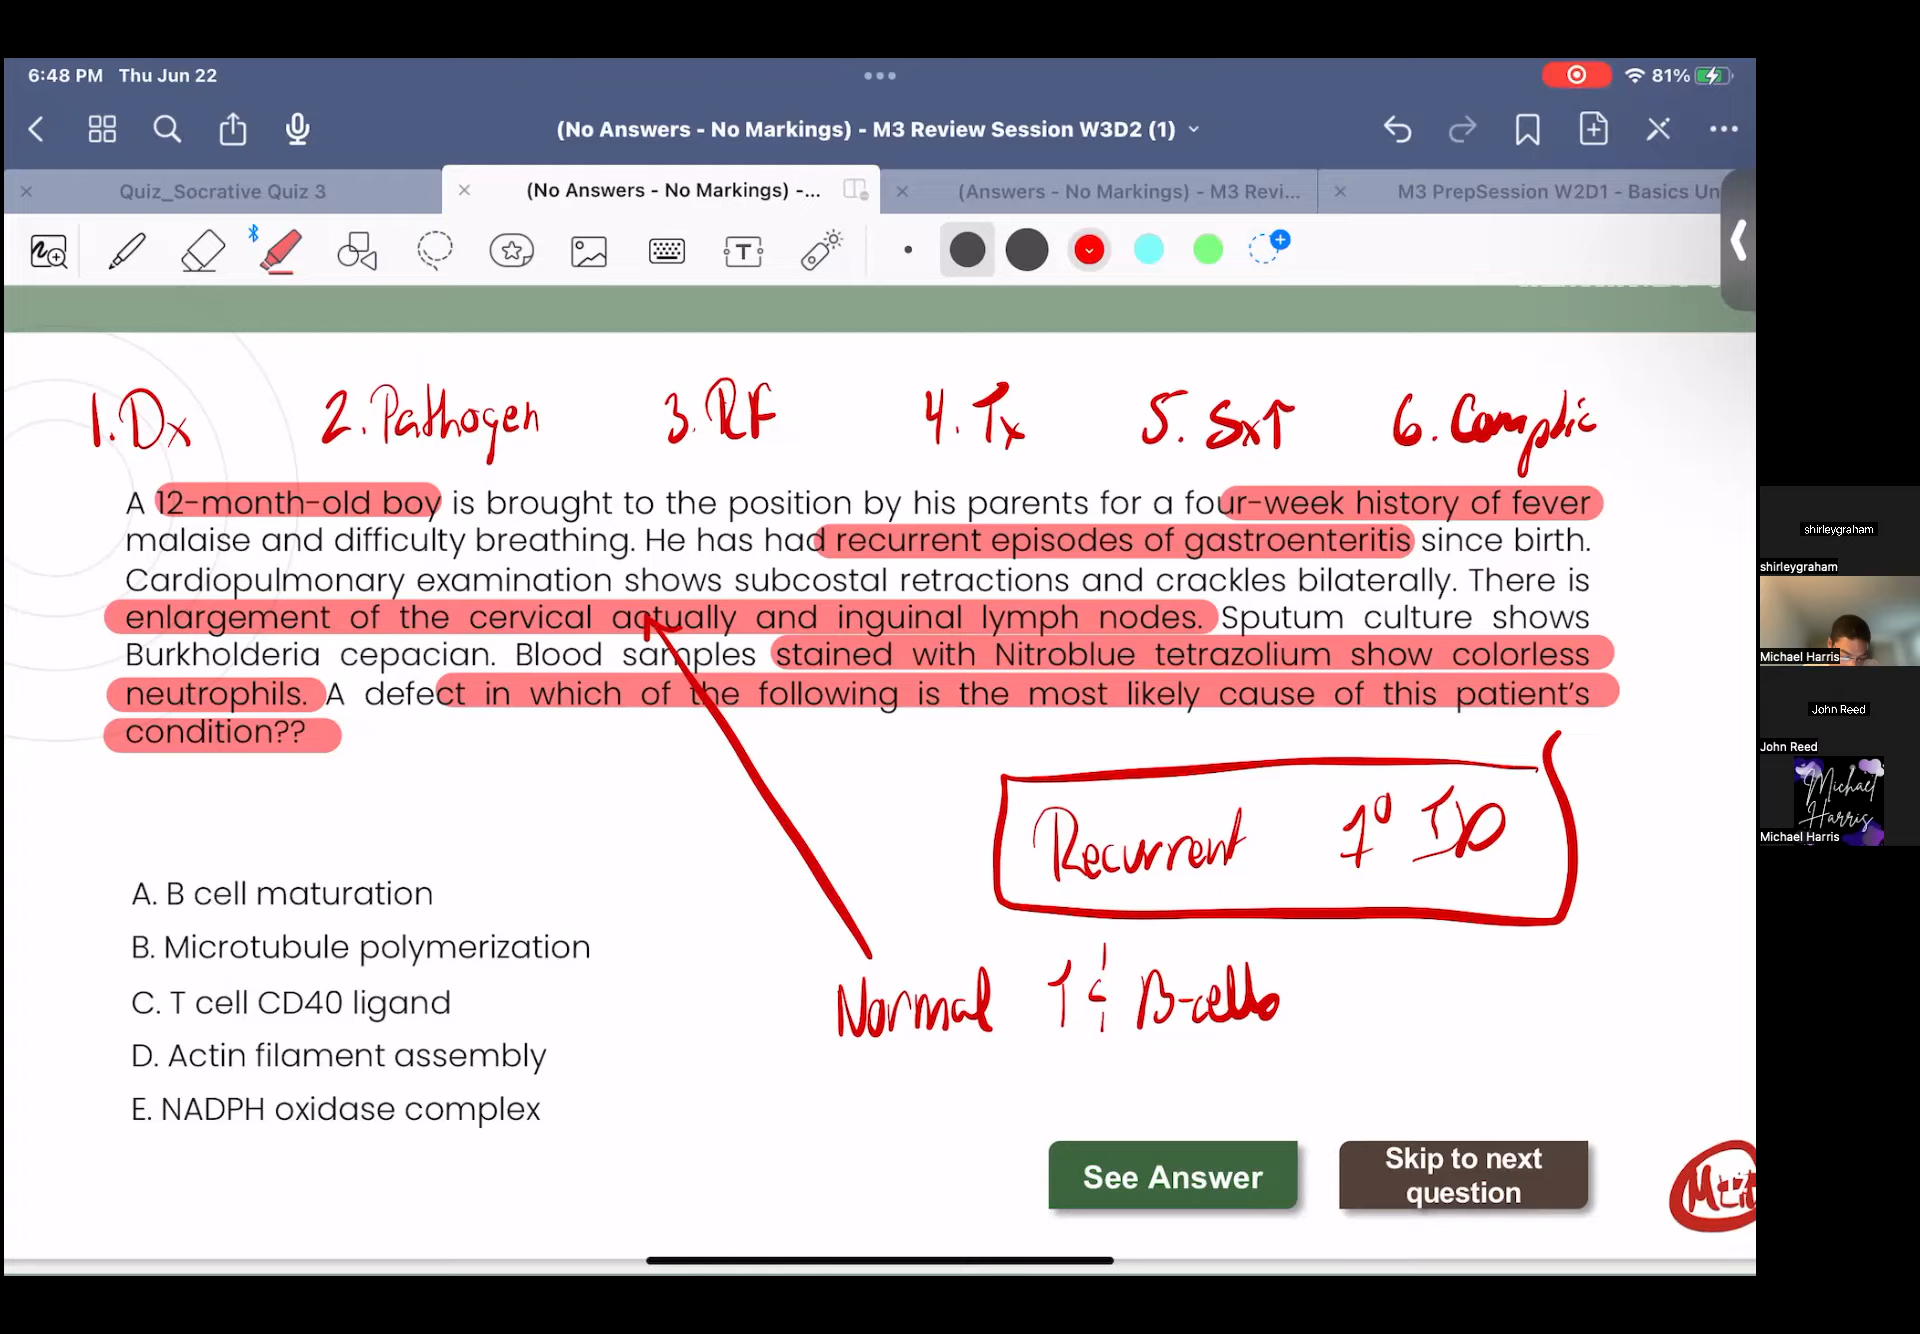 6:48 PM Thu Jun 22
81%
(No Answers - No Markings) - M3 Review Session W3D2 (1)
Quiz_Socrative Quiz 3
(No Answers - No Markings) -...
(Answers - No Markings) - M3 Revi...
M3 PrepSession W2D1 - Basics Un
1. Dx 2. Pathogen 3. RF 4. Tx 5. Sx↑ 6. Complic
A 12-month-old boy is brought to the position by his parents for a four-week history of fever
malaise and difficulty breathing. He has had recurrent episodes of gastroenteritis since birth.
Cardiopulmonary examination shows subcostal retractions and crackles bilaterally. There is
enlargement of the cervical actually and inguinal lymph nodes. Sputum culture shows
Burkholderia cepacian. Blood samples stained with Nitroblue tetrazolium show colorless
neutrophils. A defect in which of the following is the most likely cause of this patient's
condition??
Recurrent 1° ID
Normal T & B-cells
A. B cell maturation
B. Microtubule polymerization
C. T cell CD40 ligand
D. Actin filament assembly
E. NADPH oxidase complex
See Answer
Skip to next
question
shirleygraham
shirleygraham
Michael Harris
John Reed
John Reed
Michael
Harris
Michael Harris